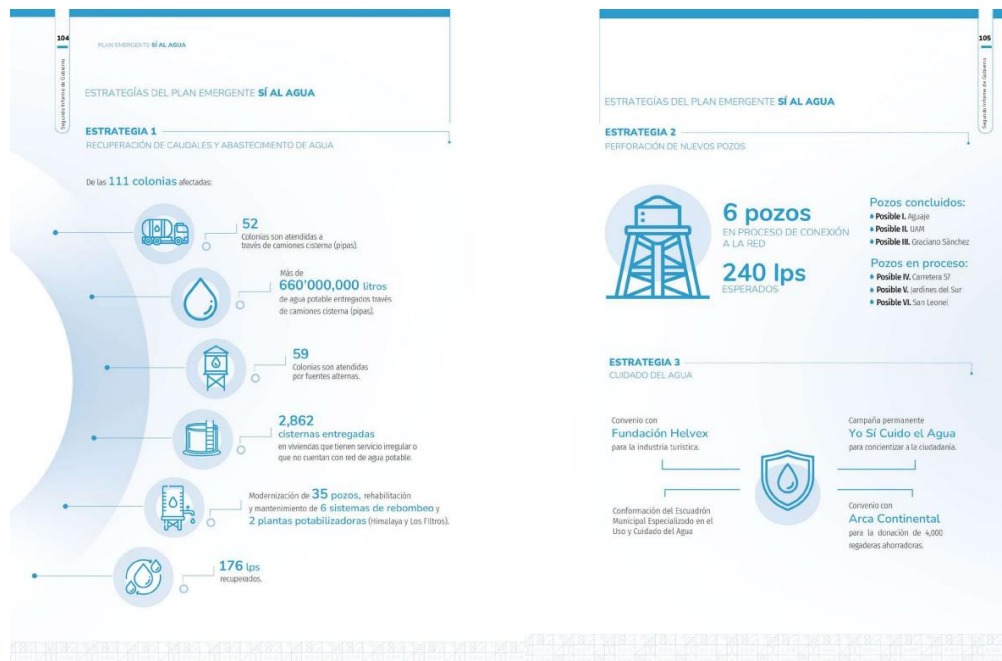 104
Segundo Informe de Gobierno
PLAN EMERGENTE SÍ AL AGUA
ESTRATEGIAS DEL PLAN EMERGENTE SÍ AL AGUA
ESTRATEGIA 1
RECUPERACIÓN DE CAUDALES Y ABASTECIMIENTO DE AGUA
De las 111 colonias afectadas:
52
Colonias son atendidas a
través de camiones cisterna (pipas).
Más de
660'000,000 litros
de agua potable entregados través
de camiones cisterna (pipas).
59
Colonias son atendidas
por fuentes alternas.
2,862
cisternas entregadas
en viviendas que tienen servicio irregular o
que no cuentan con red de agua potable.
Modernización de 35 pozos, rehabilitación
y mantenimiento de 6 sistemas de rebombeo y
2 plantas potabilizadoras (Himalaya y Los Filtros).
176 lps
recuperados.
105
Segundo Informe de Gobierno
ESTRATEGÍAS DEL PLAN EMERGENTE SÍ AL AGUA
ESTRATEGIA 2
PERFORACIÓN DE NUEVOS POZOS
6 pozos
EN PROCESO DE CONEXIÓN
A LA RED
240 lps
ESPERADOS
Pozos concluidos:
Posible I. Aguaje
Posible II. UAM
Posible III. Graciano Sánchez
Pozos en proceso:
Posible IV. Carretera 57
Posible V. Jardines del Sur
Posible VI. San Leonel
ESTRATEGIA 3
CUIDADO DEL AGUA
Convenio con
Fundación Helvex
para la industria turística.
Campaña permanente
Yo Sí Cuido el Agua
para concientizar a la ciudadanía.
Conformación del Escuadrón
Municipal Especializado en el
Uso y Cuidado del Agua
Convenio con
Arca Continental
para la donación de 4,000
regaderas ahorradoras.